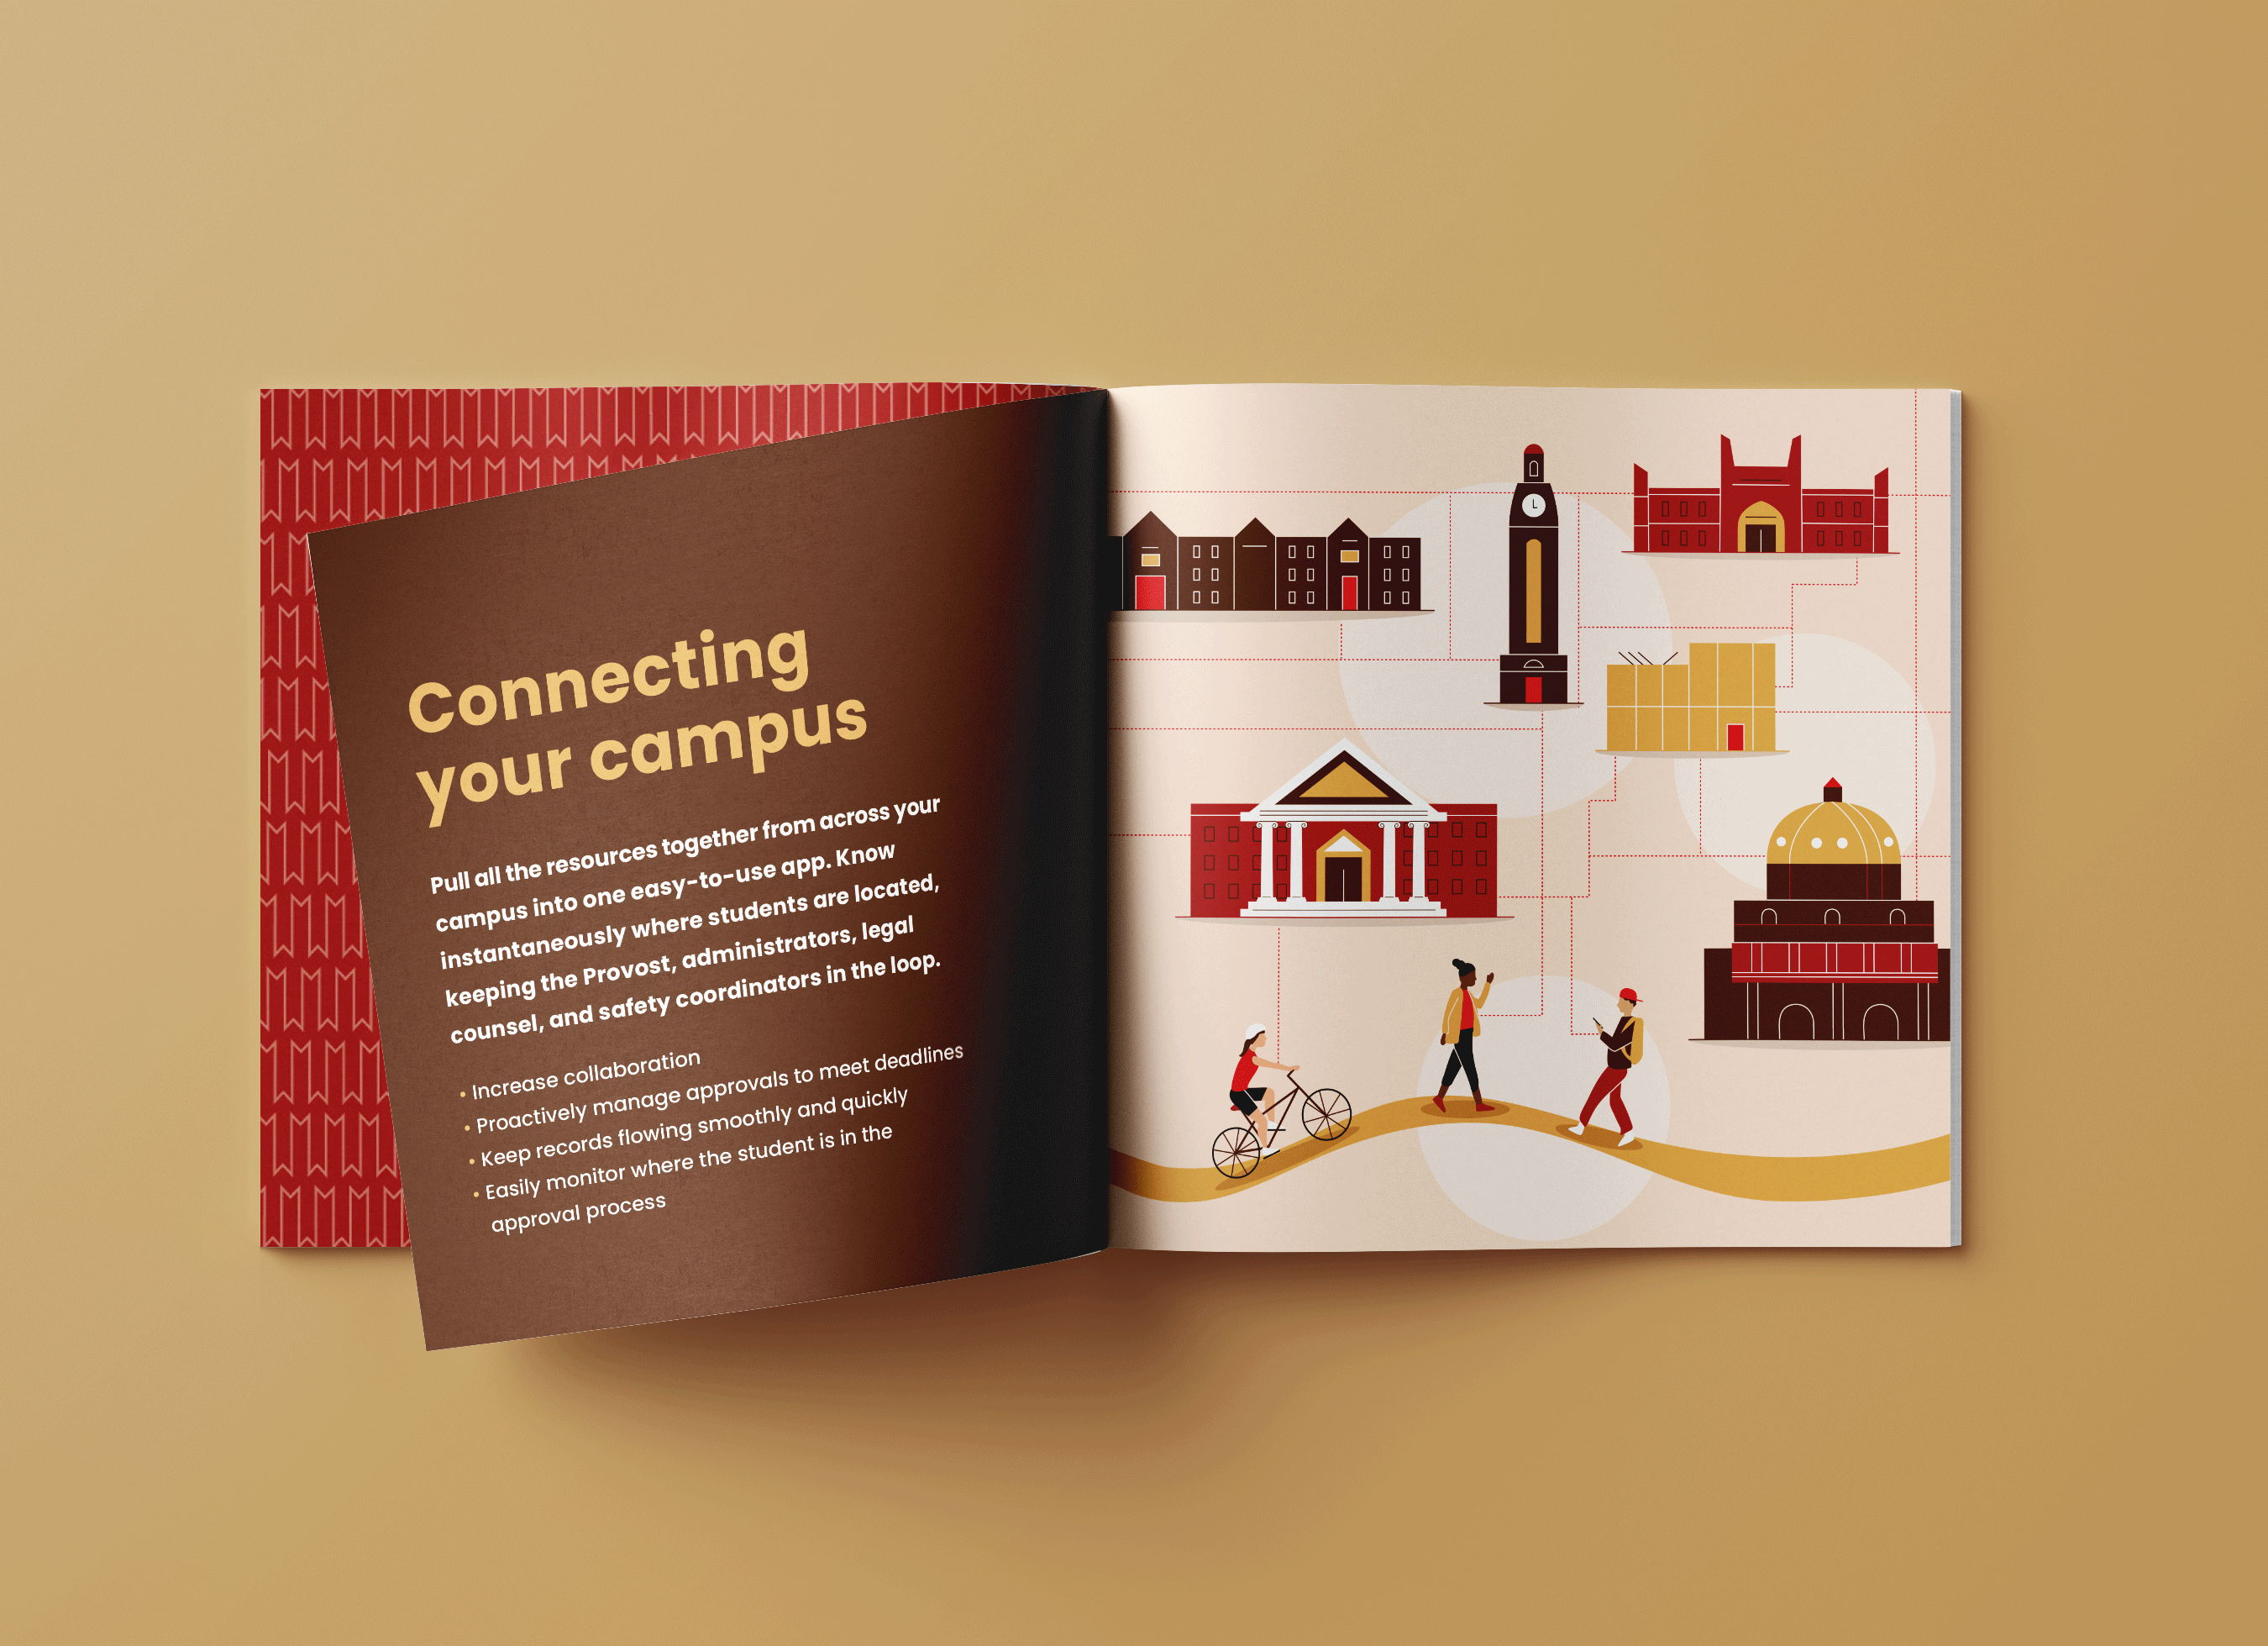 Connecting
your campus
Pull all the resources together from across your
campus into one easy-to-use app. Know
instantaneously where students are located,
keeping the Provost, administrators, legal
counsel, and safety coordinators in the loop.
• Increase collaboration
• Proactively manage approvals to meet deadlines
• Keep records flowing smoothly and quickly
• Easily monitor where the student is in the
approval process